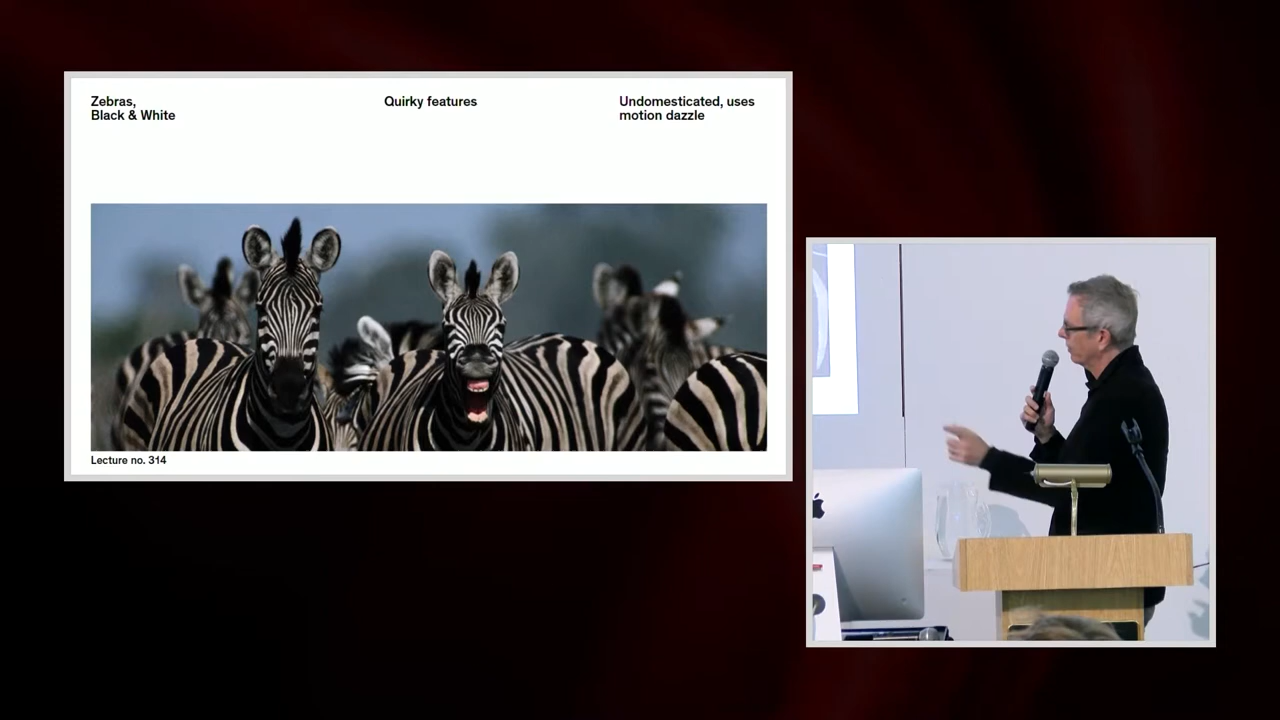 Zebras,
Black & White
Quirky features
Undomesticated, uses
motion dazzle
Lecture no. 314